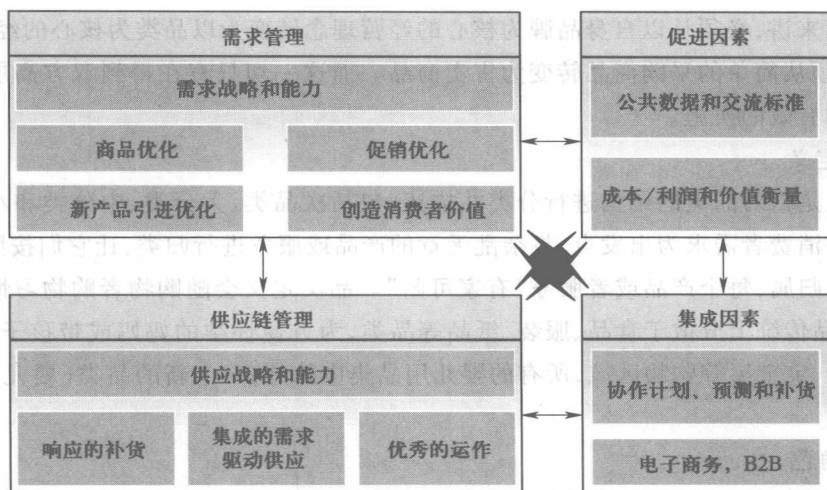 需求管理
需求战略和能力
商品优化
促销优化
新产品引进优化
创造消费者价值
促进因素
公共数据和交流标准
成本/利润和价值衡量
供应链管理
供应战略和能力
响应的补货
集成的需求
驱动供应
优秀的运作
集成因素
协作计划、预测和补货
电子商务，B2B